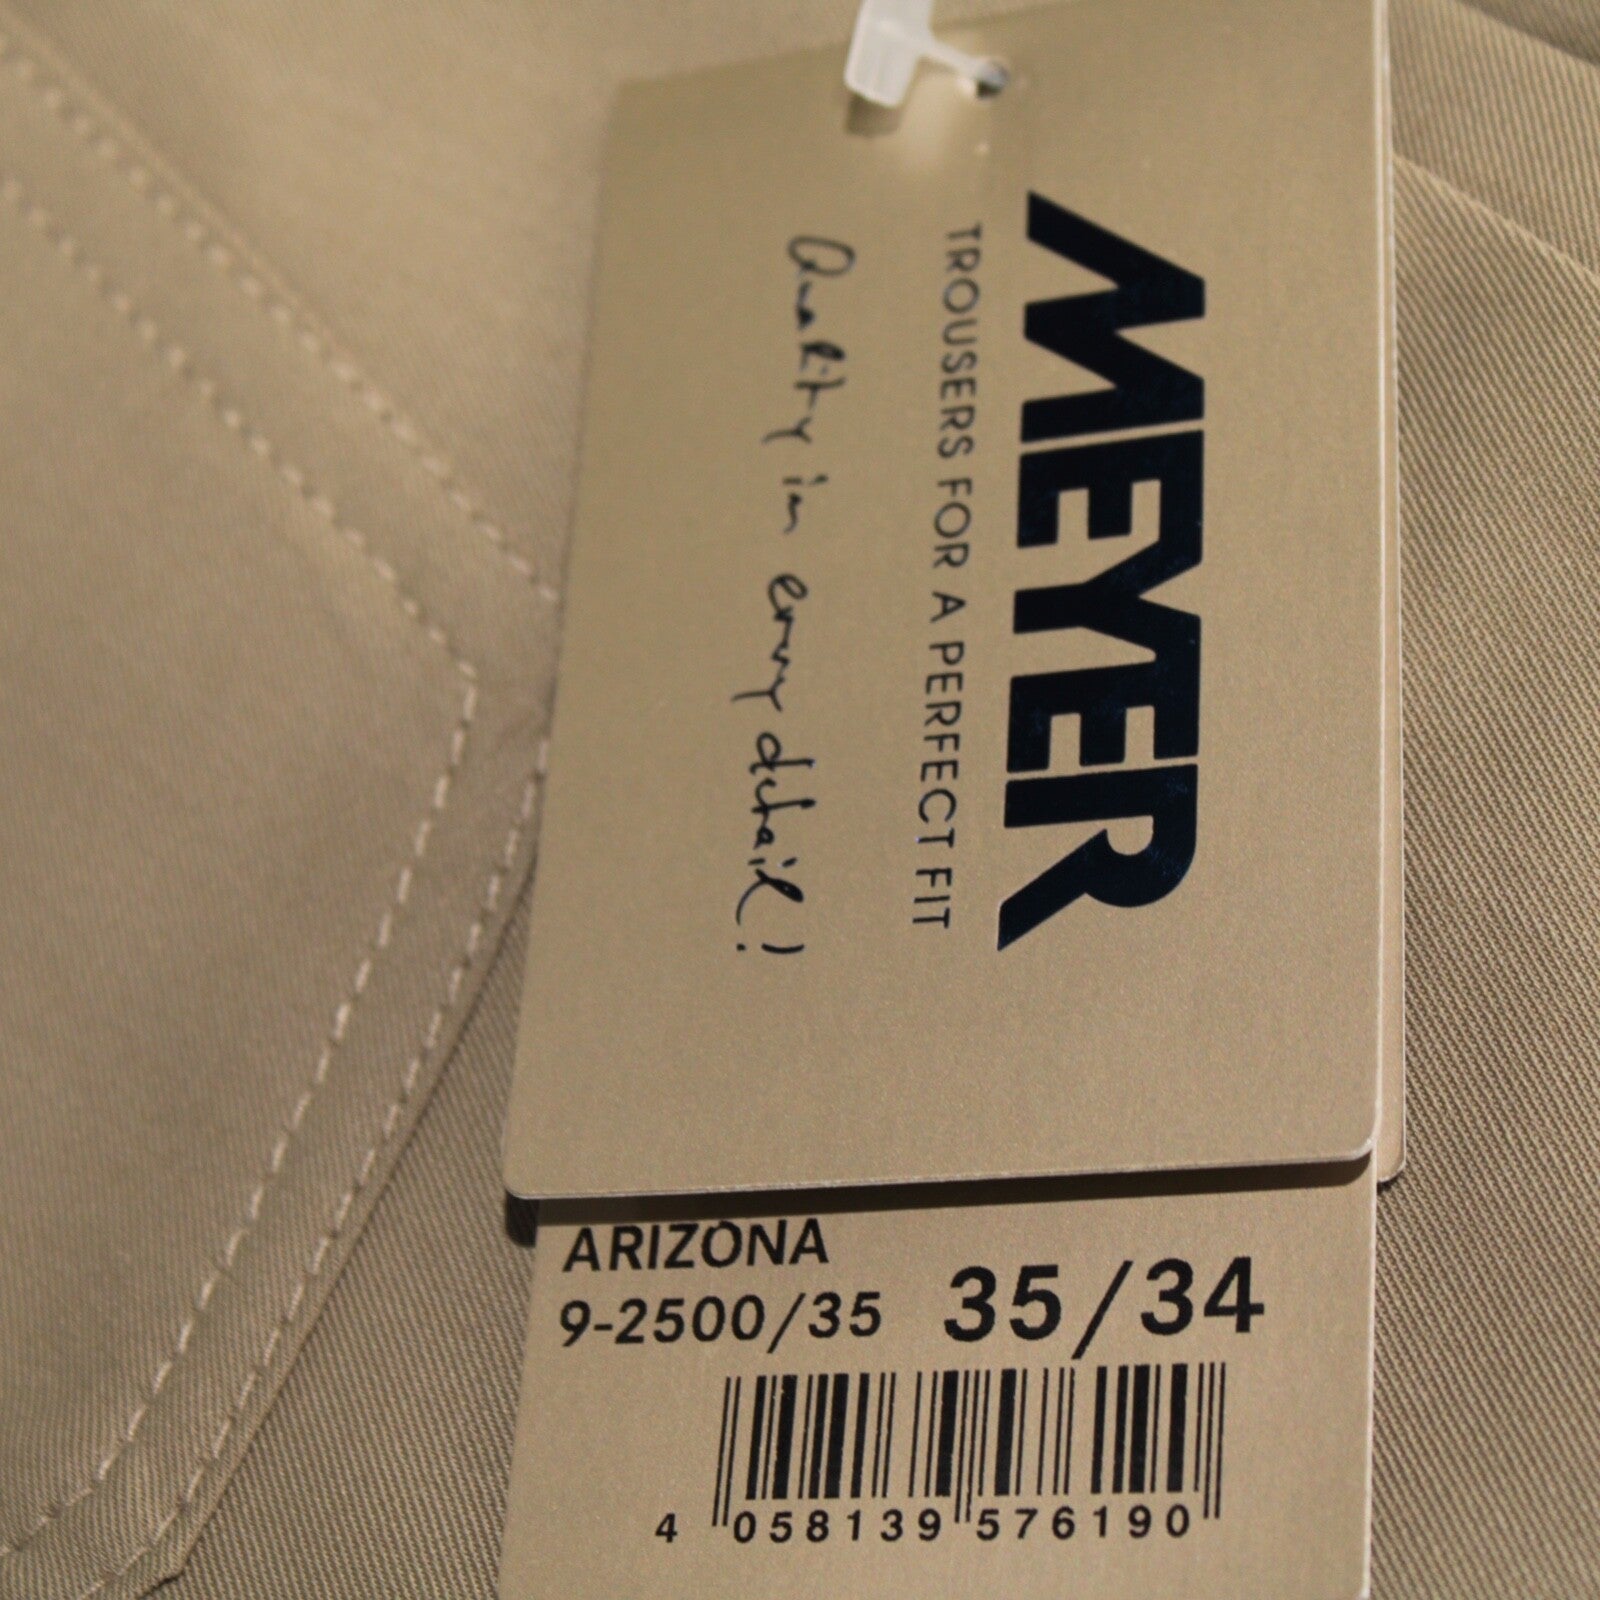 MEYER
TROUSERS FOR A PERFECT FIT
Quality in every detail!
ARIZONA
9-2500/35 35/34
4 058139 576190